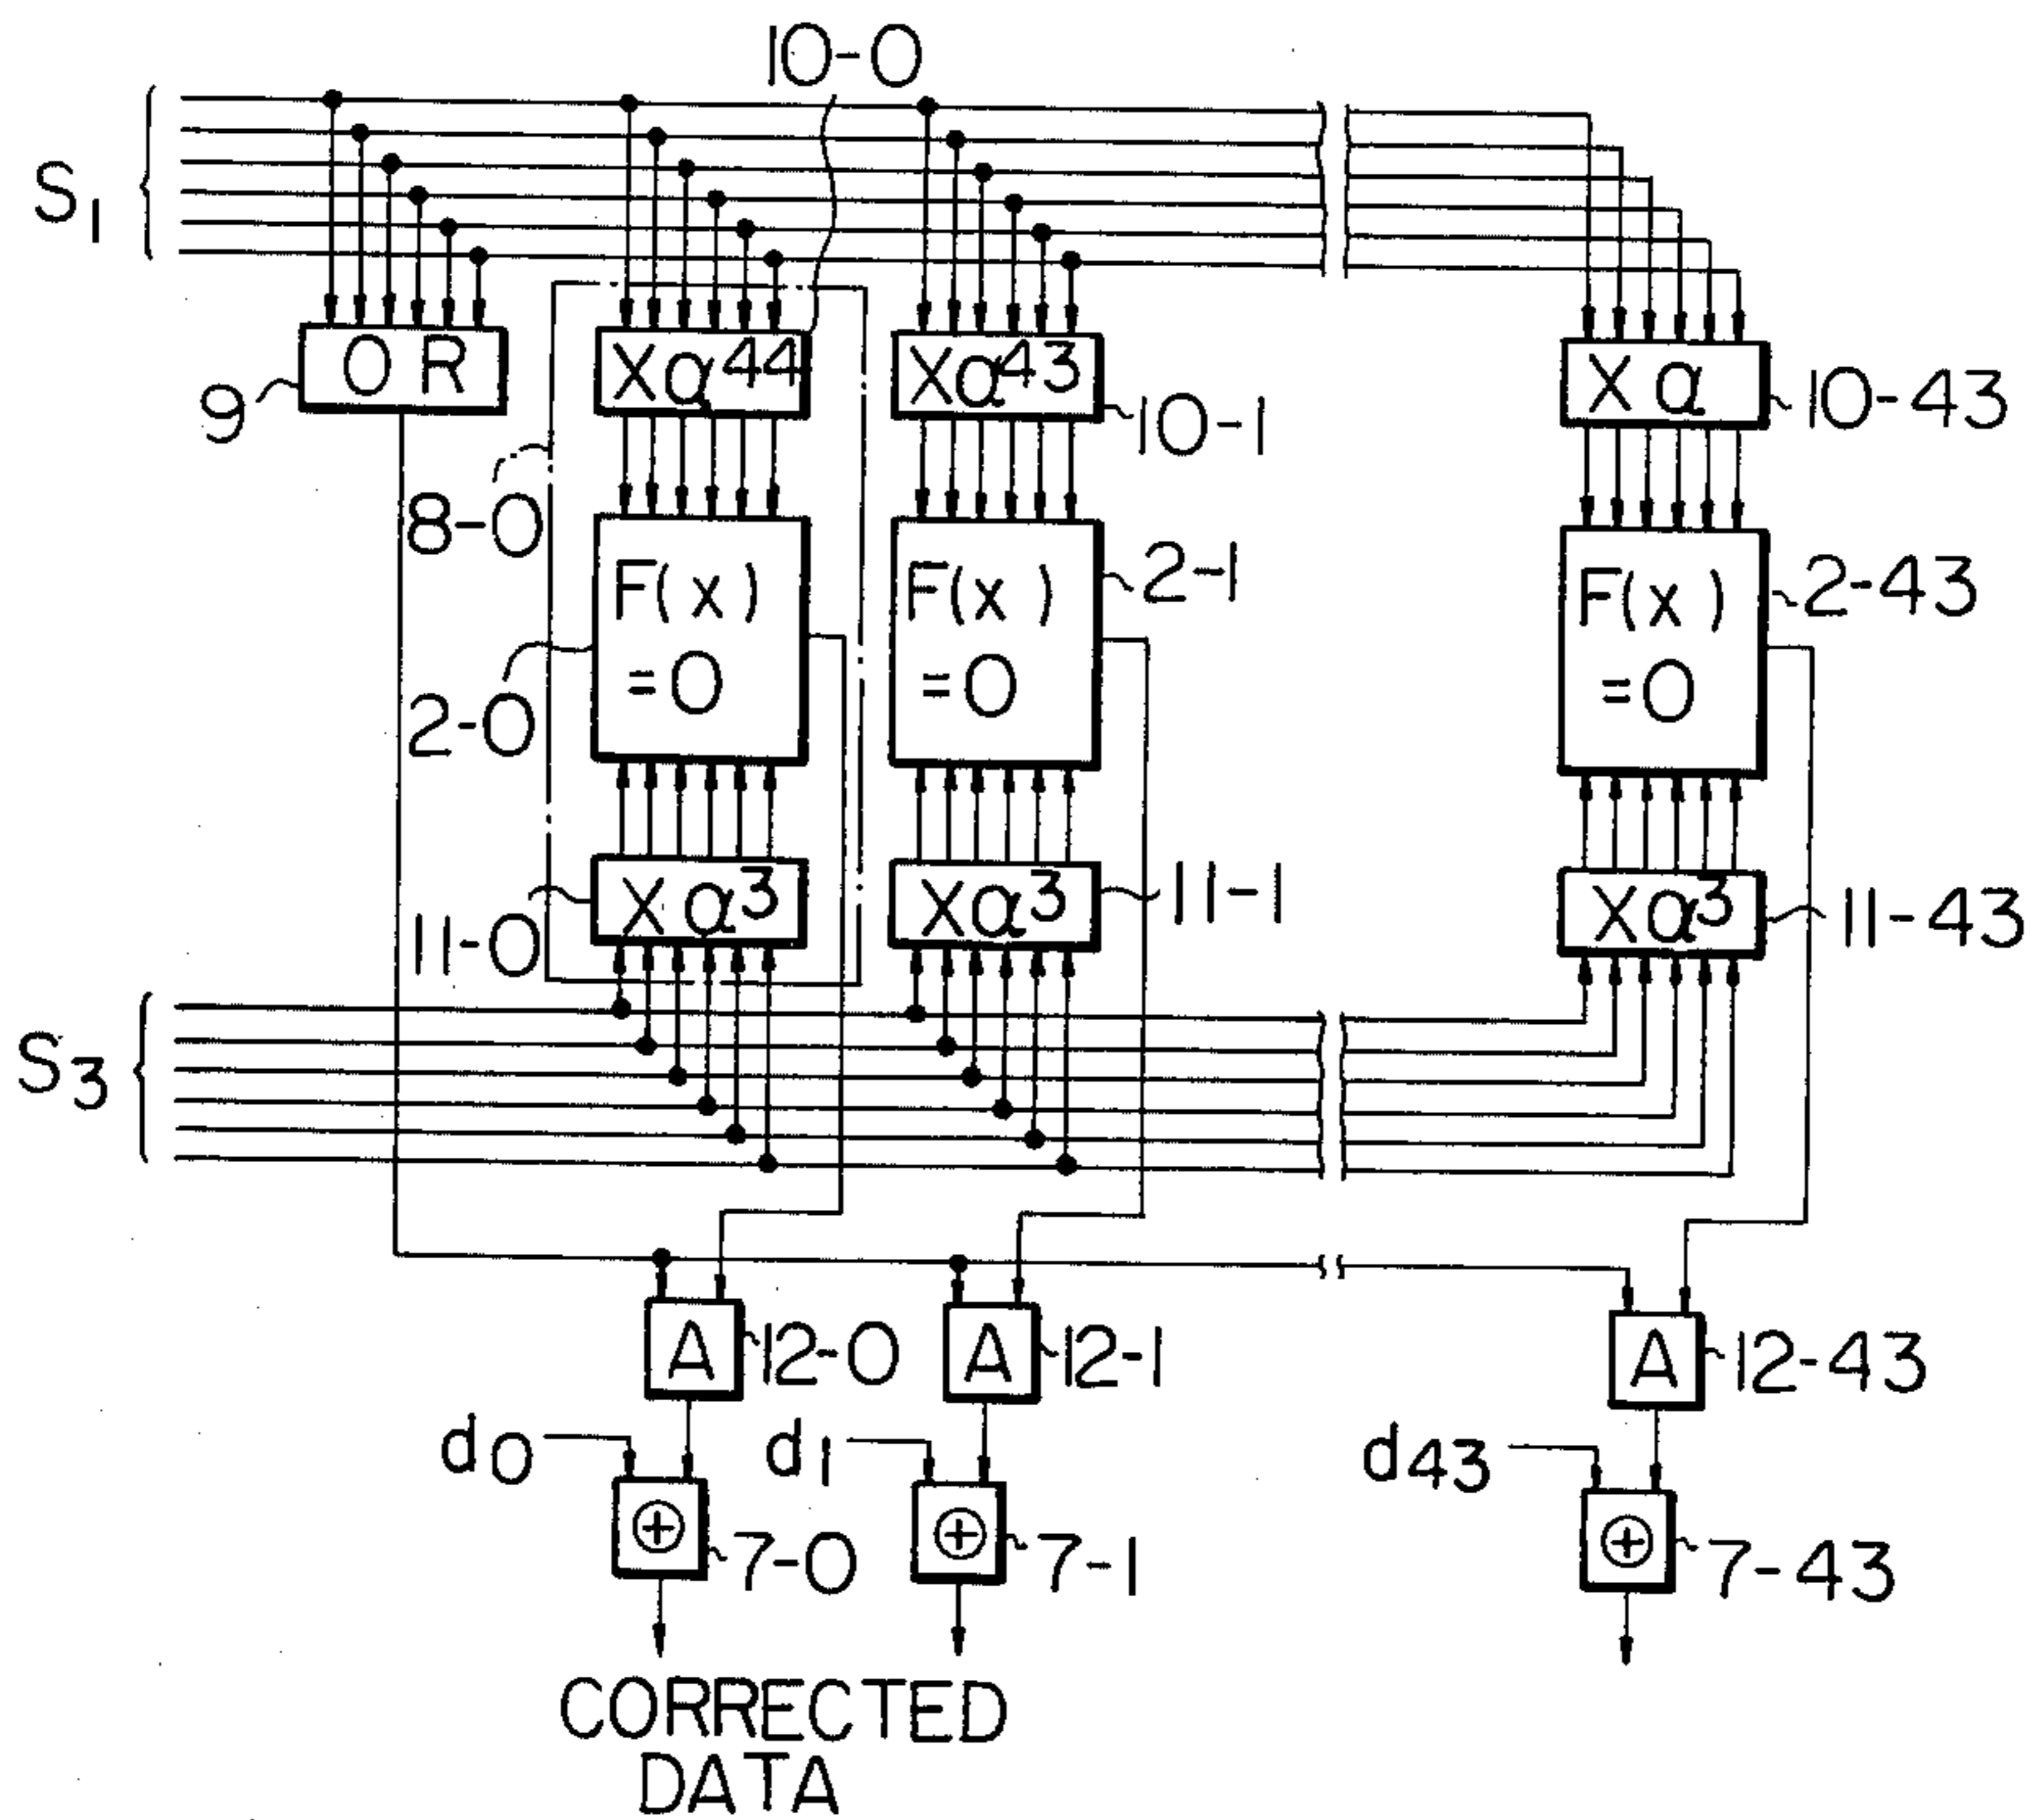 10-0
S1
OR
Xα44
Xα43
Xα
9
10-1
10-43
8-0
F(x)
=0
F(x)
=0
F(x)
=0
2-0
2-1
2-43
Xα3
Xα3
Xα3
11-0
11-1
11-43
S3
A
12-0
A
12-1
A
12-43
d0
d1
d43
⊕
7-0
⊕
7-1
⊕
7-43
CORRECTED
DATA